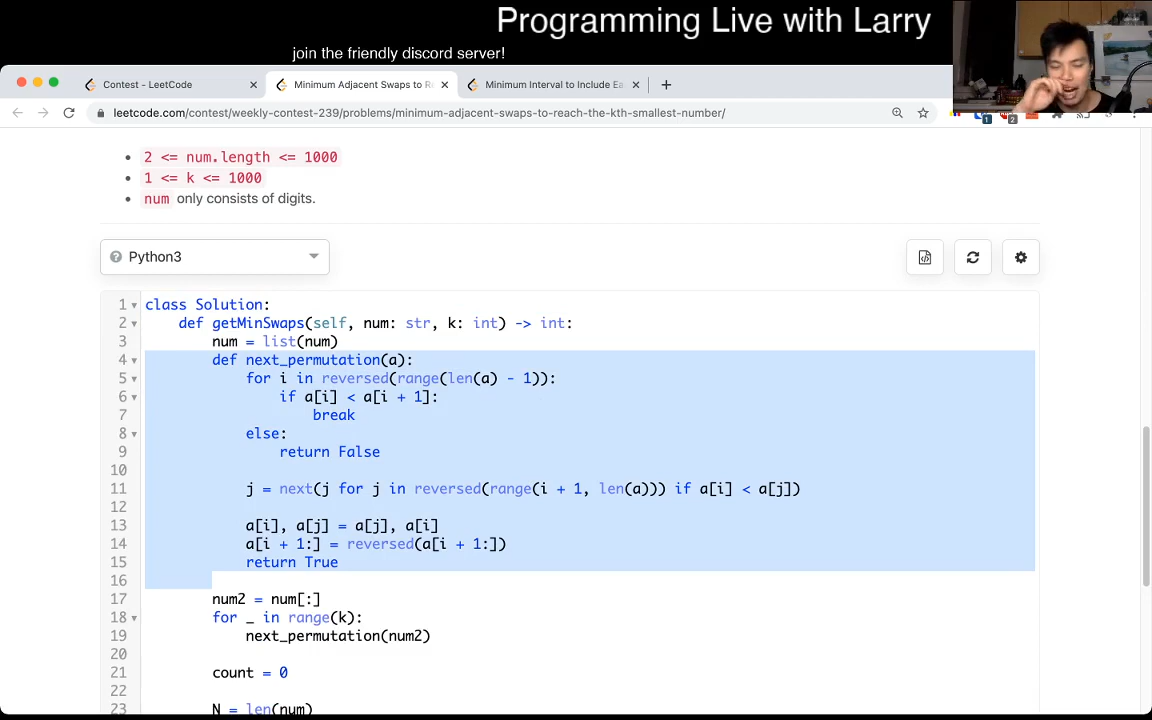 Programming Live with Larry
join the friendly discord server!
Contest - LeetCode
Minimum Adjacent Swaps to R
Minimum Interval to Include Ea
leetcode.com/contest/weekly-contest-239/problems/minimum-adjacent-swaps-to-reach-the-kth-smallest-number/
1
2
2 <= num.length <= 1000
1 <= k <= 1000
num only consists of digits.
Python3
1 class Solution:
2 def getMinSwaps(self, num: str, k: int) -> int:
3 num = list(num)
4 def next_permutation(a):
5 for i in reversed(range(len(a) - 1)):
6 if a[i] < a[i + 1]:
7 break
8 else:
9 return False
10
11 j = next(j for j in reversed(range(i + 1, len(a))) if a[i] < a[j])
12
13 a[i], a[j] = a[j], a[i]
14 a[i + 1:] = reversed(a[i + 1:])
15 return True
16
17 num2 = num[:]
18 for _ in range(k):
19 next_permutation(num2)
20
21 count = 0
22
23 N = len(num)